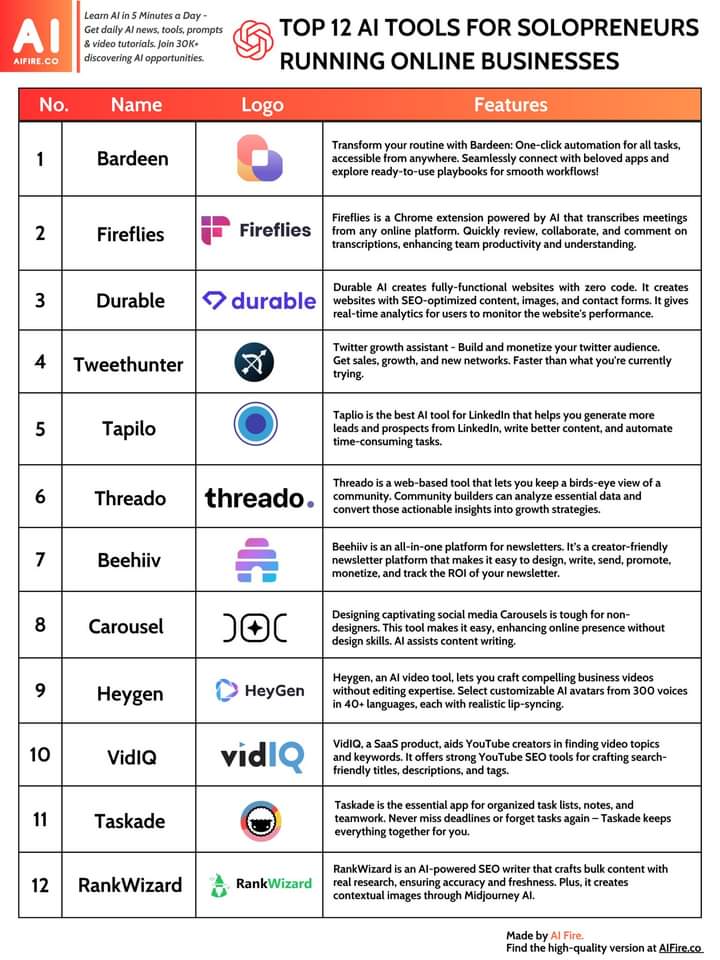 AI
AIFIRE.CO
Learn AI in 5 Minutes a Day -
Get daily AI news, tools, prompts
& video tutorials. Join 30K+
discovering AI opportunities.
TOP 12 AI TOOLS FOR SOLOPRENEURS
RUNNING ONLINE BUSINESSES
No. Name Logo Features
1 Bardeen
Transform your routine with Bardeen: One-click automation for all tasks,
accessible from anywhere. Seamlessly connect with beloved apps and
explore ready-to-use playbooks for smooth workflows!
2 Fireflies Fireflies
Fireflies is a Chrome extension powered by AI that transcribes meetings
from any online platform. Quickly review, collaborate, and comment on
transcriptions, enhancing team productivity and understanding.
3 Durable durable
Durable AI creates fully-functional websites with zero code. It creates
websites with SEO-optimized content, images, and contact forms. It gives
real-time analytics for users to monitor the website's performance.
4 Tweethunter
Twitter growth assistant - Build and monetize your twitter audience.
Get sales, growth, and new networks. Faster than what you're currently
trying.
5 Tapilo
Taplio is the best AI tool for LinkedIn that helps you generate more
leads and prospects from LinkedIn, write better content, and automate
time-consuming tasks.
6 Threado threado.
Threado is a web-based tool that lets you keep a birds-eye view of a
community. Community builders can analyze essential data and
convert those actionable insights into growth strategies.
7 Beehiiv
Beehiiv is an all-in-one platform for newsletters. It's a creator-friendly
newsletter platform that makes it easy to design, write, send, promote,
monetize, and track the ROI of your newsletter.
8 Carousel
Designing captivating social media Carousels is tough for non-
designers. This tool makes it easy, enhancing online presence without
design skills. AI assists content writing.
9 Heygen HeyGen
Heygen, an AI video tool, lets you craft compelling business videos
without editing expertise. Select customizable AI avatars from 300 voices
in 40+ languages, each with realistic lip-syncing.
10 VidIQ vidIQ
VidIQ, a SaaS product, aids YouTube creators in finding video topics
and keywords. It offers strong YouTube SEO tools for crafting search-
friendly titles, descriptions, and tags.
11 Taskade
Taskade is the essential app for organized task lists, notes, and
teamwork. Never miss deadlines or forget tasks again – Taskade keeps
everything together for you.
12 RankWizard RankWizard
RankWizard is an AI-powered SEO writer that crafts bulk content with
real research, ensuring accuracy and freshness. Plus, it creates
contextual images through Midjourney AI.
Made by AI Fire.
Find the high-quality version at AIFire.co